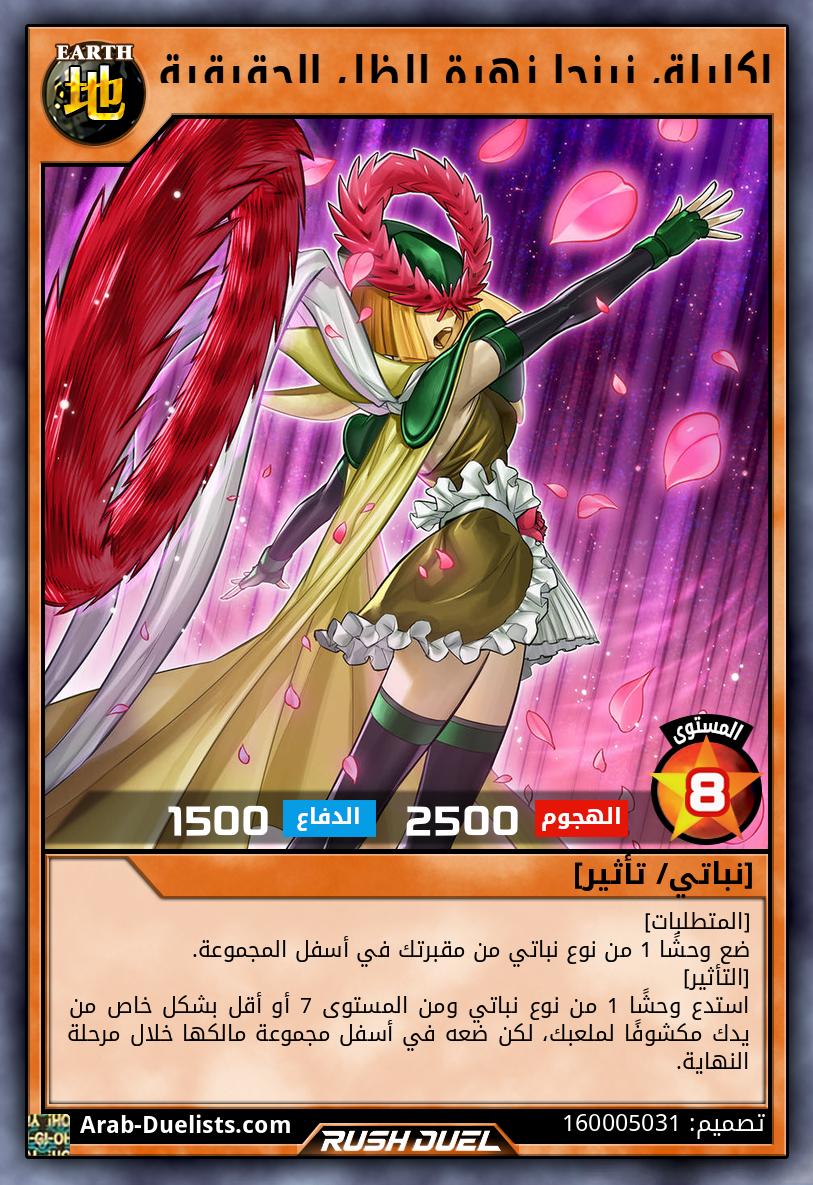 EARTH
地
إكليلة، نينجا زهرة الظل الحقيقية
المستوى
8
الهجوم 2500 الدفاع 1500
[نباتي/ تأثير]
[المتطلبات]
ضع وحشًا 1 من نوع نباتي من مقبرتك في أسفل المجموعة.
[التأثير]
استدع وحشًا 1 من نوع نباتي ومن المستوى 7 أو أقل بشكل خاص من
يدك مكشوفًا لملعبك، لكن ضعه في أسفل مجموعة مالكها خلال مرحلة
النهاية.
تصميم: 160005031
Arab-Duelists.com
RUSH DUEL